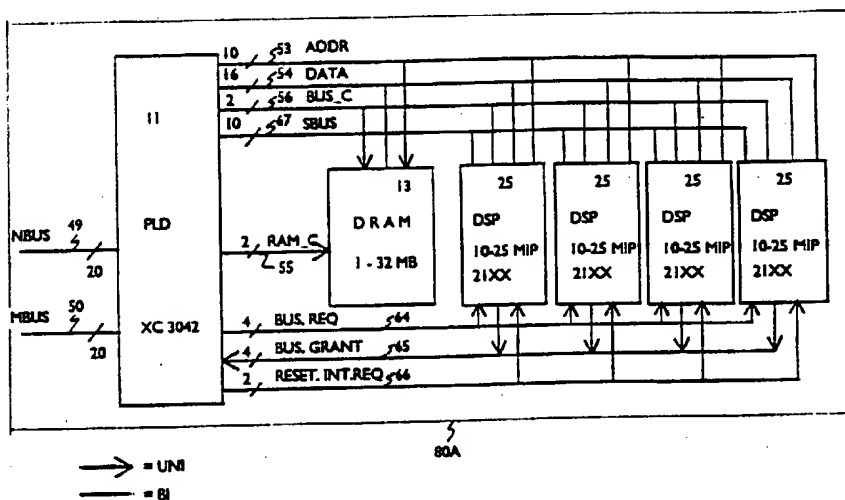 10 53 ADDR
16 54 DATA
2 56 BUS_C
10 67 SBUS
11
PLD
XC 3042
NBUS 49
20
MBUS 50
20
13
DRAM
1 - 32 MB
2 RAM_C
55
25
DSP
10-25 MIP
21XX
25
DSP
10-25 MIP
21XX
25
DSP
10-25 MIP
21XX
25
DSP
10-25 MIP
21XX
4 BUS. REQ 64
4 BUS. GRANT 65
2 RESET. INT.REQ 66
80A
= UNI
= BI